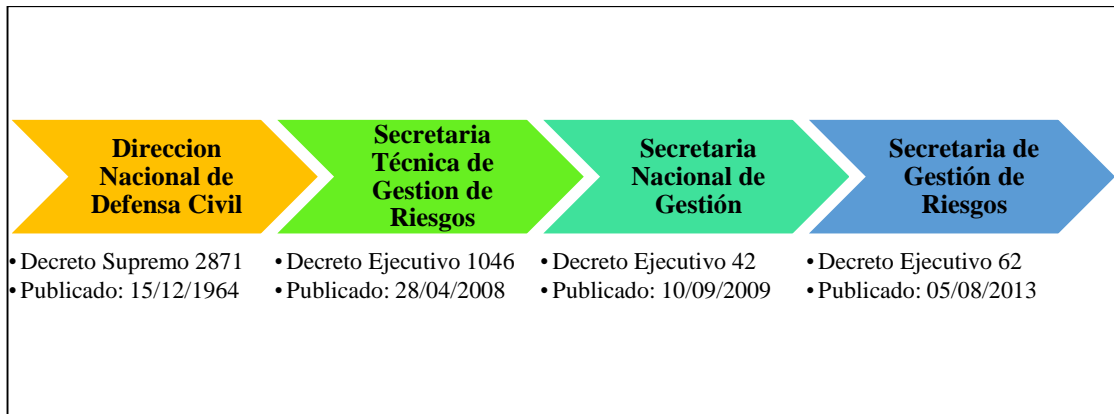 Direccion
Nacional de
Defensa Civil
• Decreto Supremo 2871
• Publicado: 15/12/1964
Secretaria
Técnica de
Gestion de
Riesgos
• Decreto Ejecutivo 1046
• Publicado: 28/04/2008
Secretaria
Nacional de
Gestión
• Decreto Ejecutivo 42
• Publicado: 10/09/2009
Secretaria de
Gestión de
Riesgos
• Decreto Ejecutivo 62
• Publicado: 05/08/2013